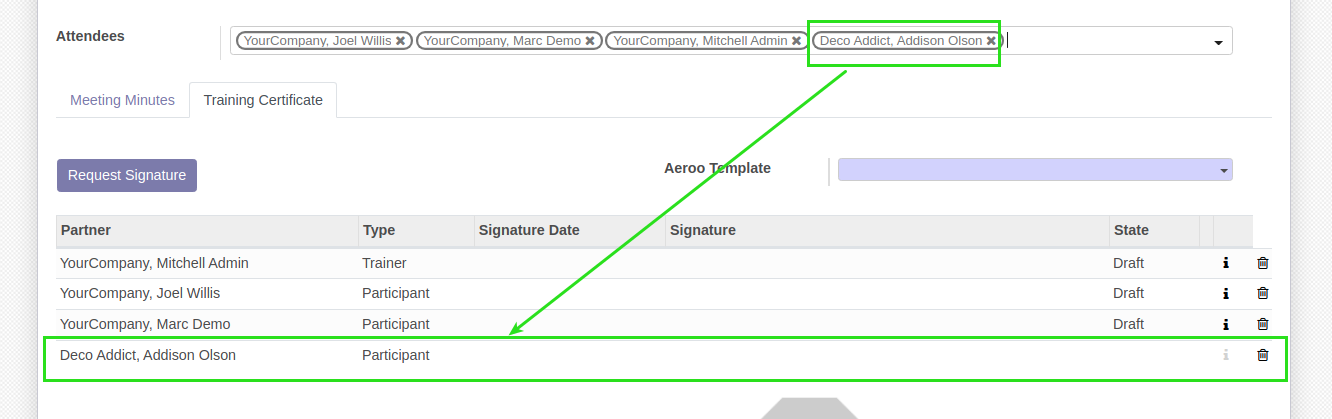 Attendees YourCompany, Joel Willis ✖ YourCompany, Marc Demo ✖ YourCompany, Mitchell Admin ✖ Deco Addict, Addison Olson ✖
Meeting Minutes Training Certificate
Request Signature Aeroo Template
Partner Type Signature Date Signature State
YourCompany, Mitchell Admin Trainer Draft
YourCompany, Joel Willis Participant Draft
YourCompany, Marc Demo Participant Draft
Deco Addict, Addison Olson Participant